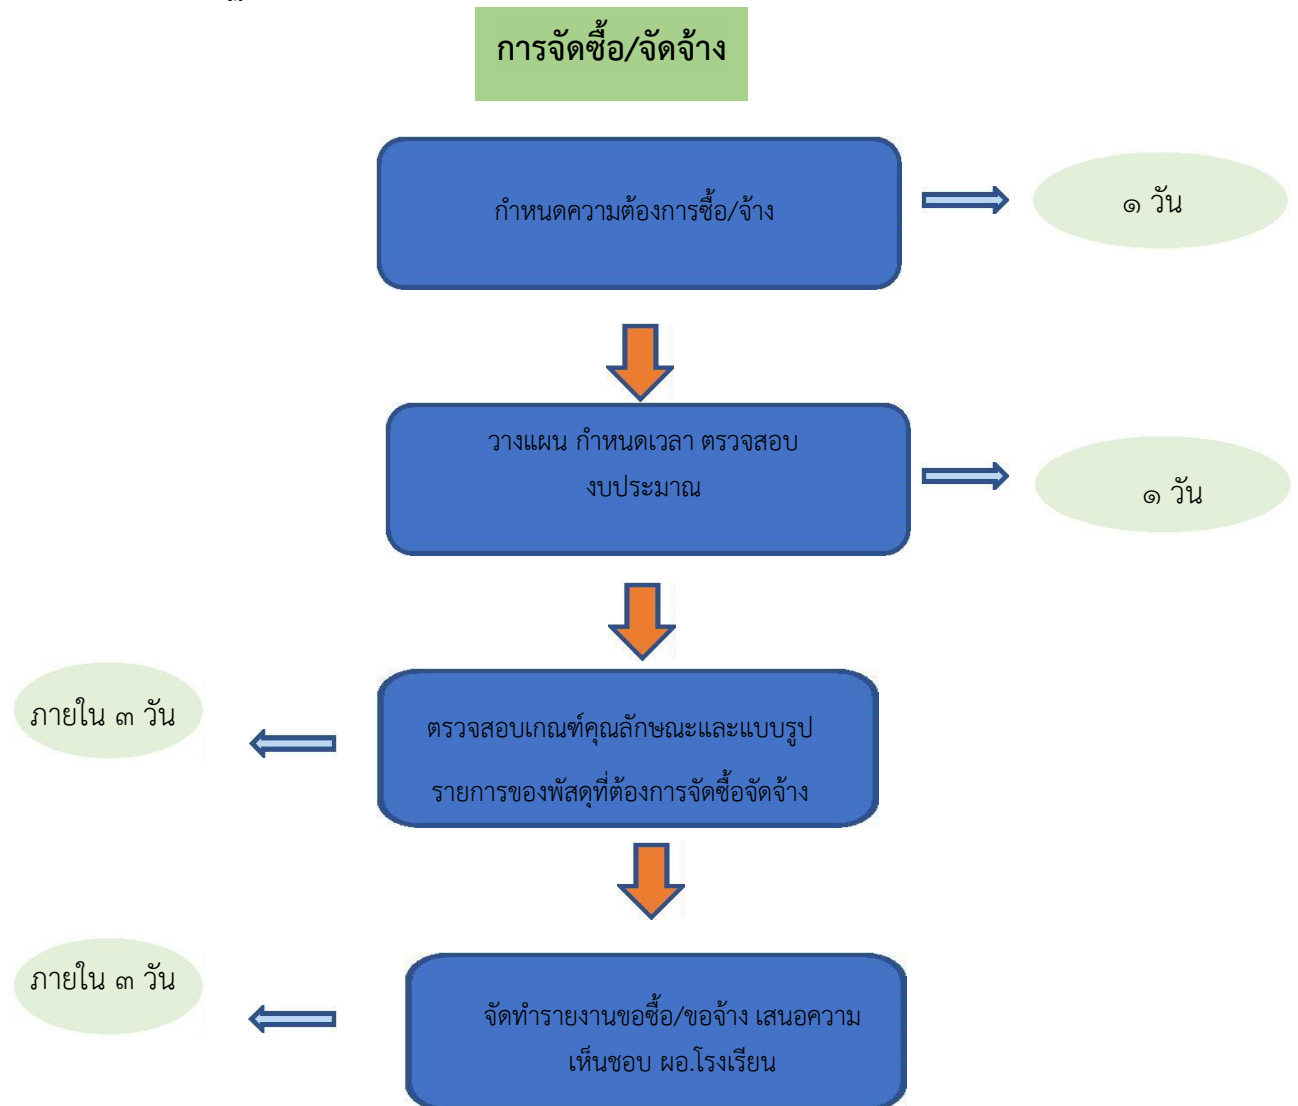 การจัดซื้อ/จัดจ้าง
กำหนดความต้องการซื้อ/จ้าง
๑ วัน
วางแผน กำหนดเวลา ตรวจสอบ
งบประมาณ
๑ วัน
ภายใน ๓ วัน
ตรวจสอบเกณฑ์คุณลักษณะและแบบรูป
รายการของพัสดุที่ต้องการจัดซื้อจัดจ้าง
ภายใน ๓ วัน
จัดทำรายงานขอซื้อ/ขอจ้าง เสนอความ
เห็นชอบ ผอ.โรงเรียน